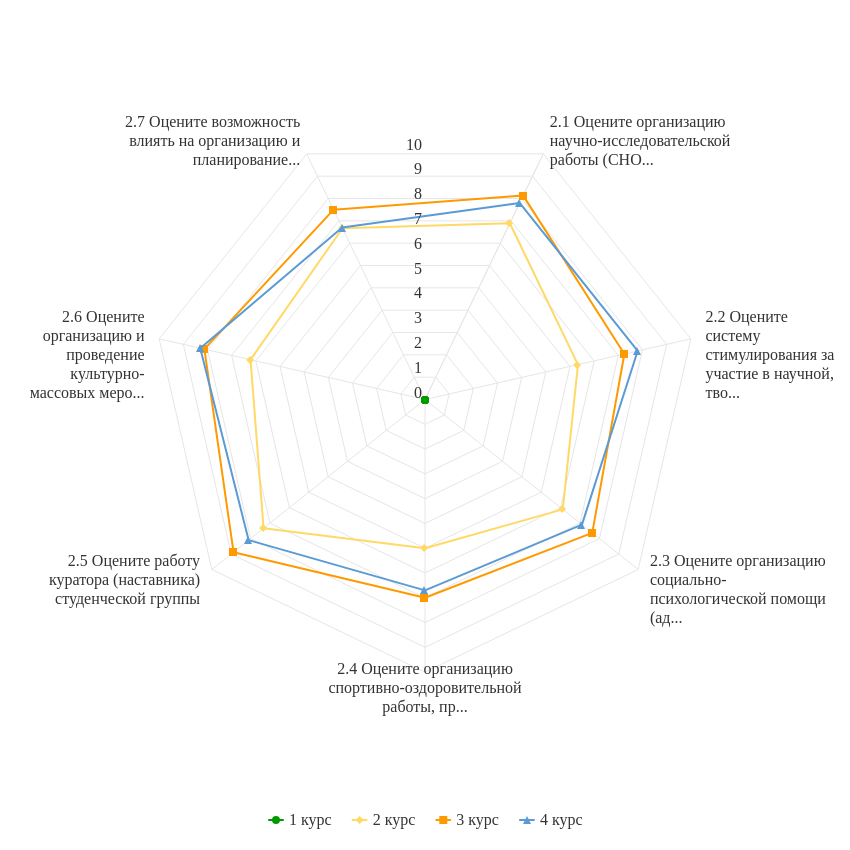 2.7 Оцените возможность
влиять на организацию и
планирование...
2.1 Оцените организацию
научно-исследовательской
работы (СНО...
10
9
8
7
6
5
4
3
2
1
0
2.6 Оцените
организацию и
проведение
культурно-
массовых меро...
2.2 Оцените
систему
стимулирования за
участие в научной,
тво...
2.5 Оцените работу
куратора (наставника)
студенческой группы
2.3 Оцените организацию
социально-
психологической помощи
(ад...
2.4 Оцените организацию
спортивно-оздоровительной
работы, пр...
1 курс 2 курс 3 курс 4 курс